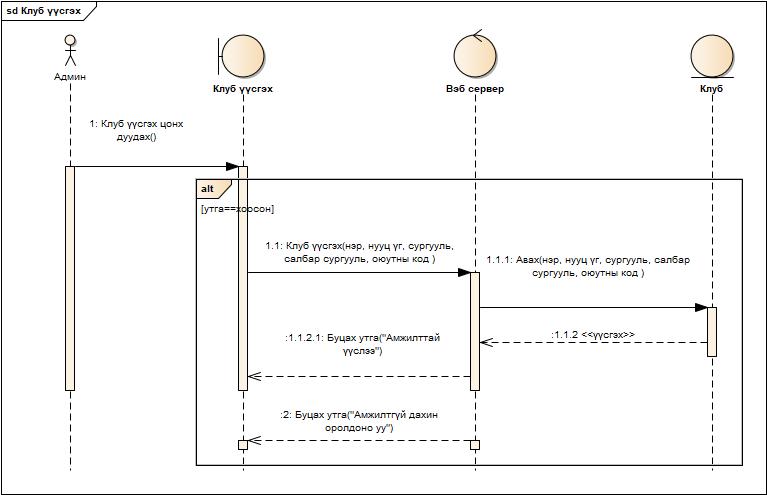 sd Клуб үүсгэх
Админ
Клуб үүсгэх
Вэб сервер
Клуб
1: Клуб үүсгэх цонх
дуудах()
alt
[утга==хоосон]
1.1: Клуб үүсгэх(нэр, нууц үг, сургууль,
салбар сургууль, оюутны код )
1.1.1: Авах(нэр, нууц үг, сургууль, салбар
сургууль, оюутны код )
:1.1.2 <<үүсгэх>>
:1.1.2.1: Буцах утга("Амжилттай
үүслээ")
:2: Буцах утга("Амжилтгүй дахин
оролдоно уу")